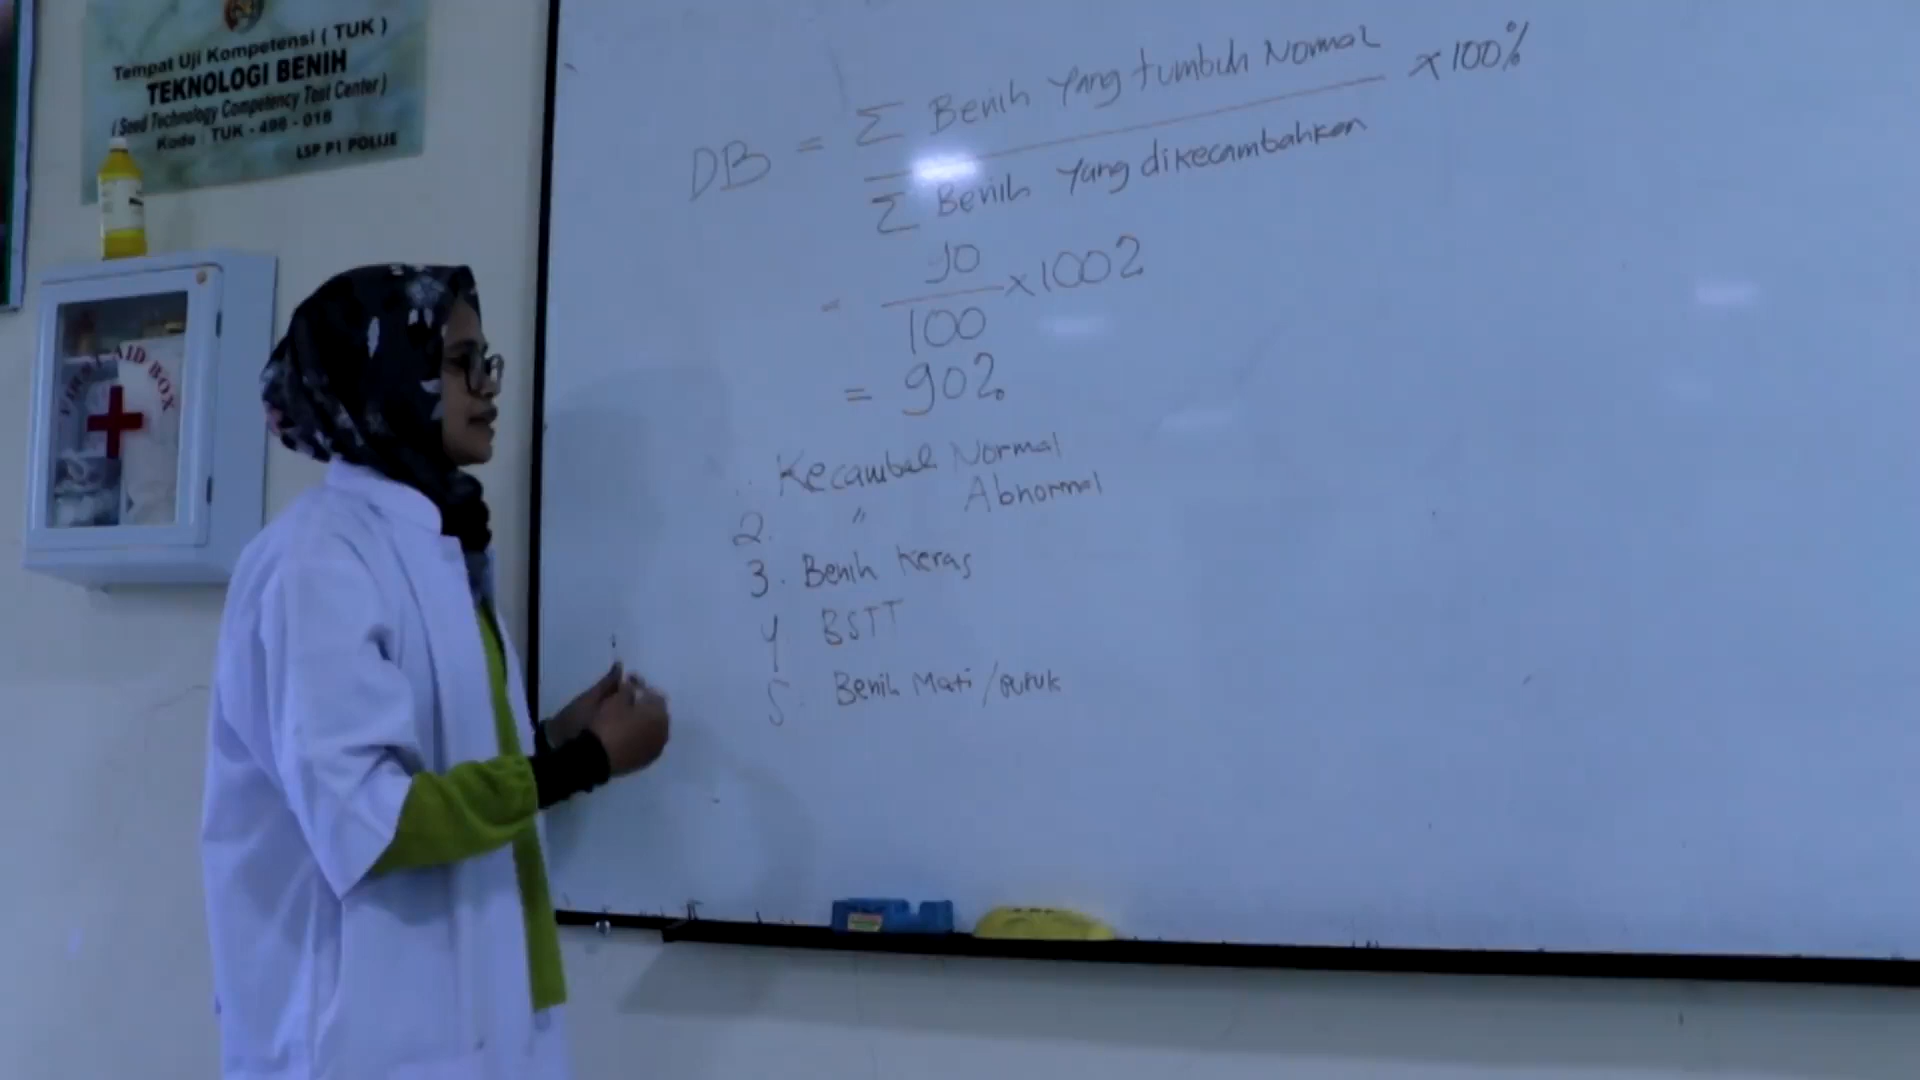 Tempat Uji Kompetensi ( TUK )
TEKNOLOGI BENIH
( Seed Technology Competency Test Center )
Kode : TUK - 498 - 016
LSP P1 POLIJE
FIRST AID BOX
DB = Σ Benih yang tumbuh Normal × 100%
Σ Benih yang dikecambahkan
= 90 × 100%
100
= 90%
Kecambah Normal
2. " Abnormal
3. Benih Keras
4 BSTT
5. Benih Mati / Busuk